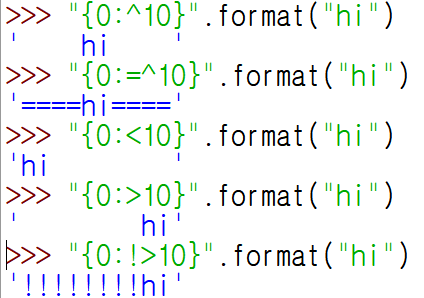 >>> "{0:^10}".format("hi")
'    hi    '
>>> "{0:=^10}".format("hi")
'====hi===='
>>> "{0:<10}".format("hi")
'hi        '
>>> "{0:>10}".format("hi")
'        hi'
>>> "{0:!>10}".format("hi")
'!!!!!!!!hi'